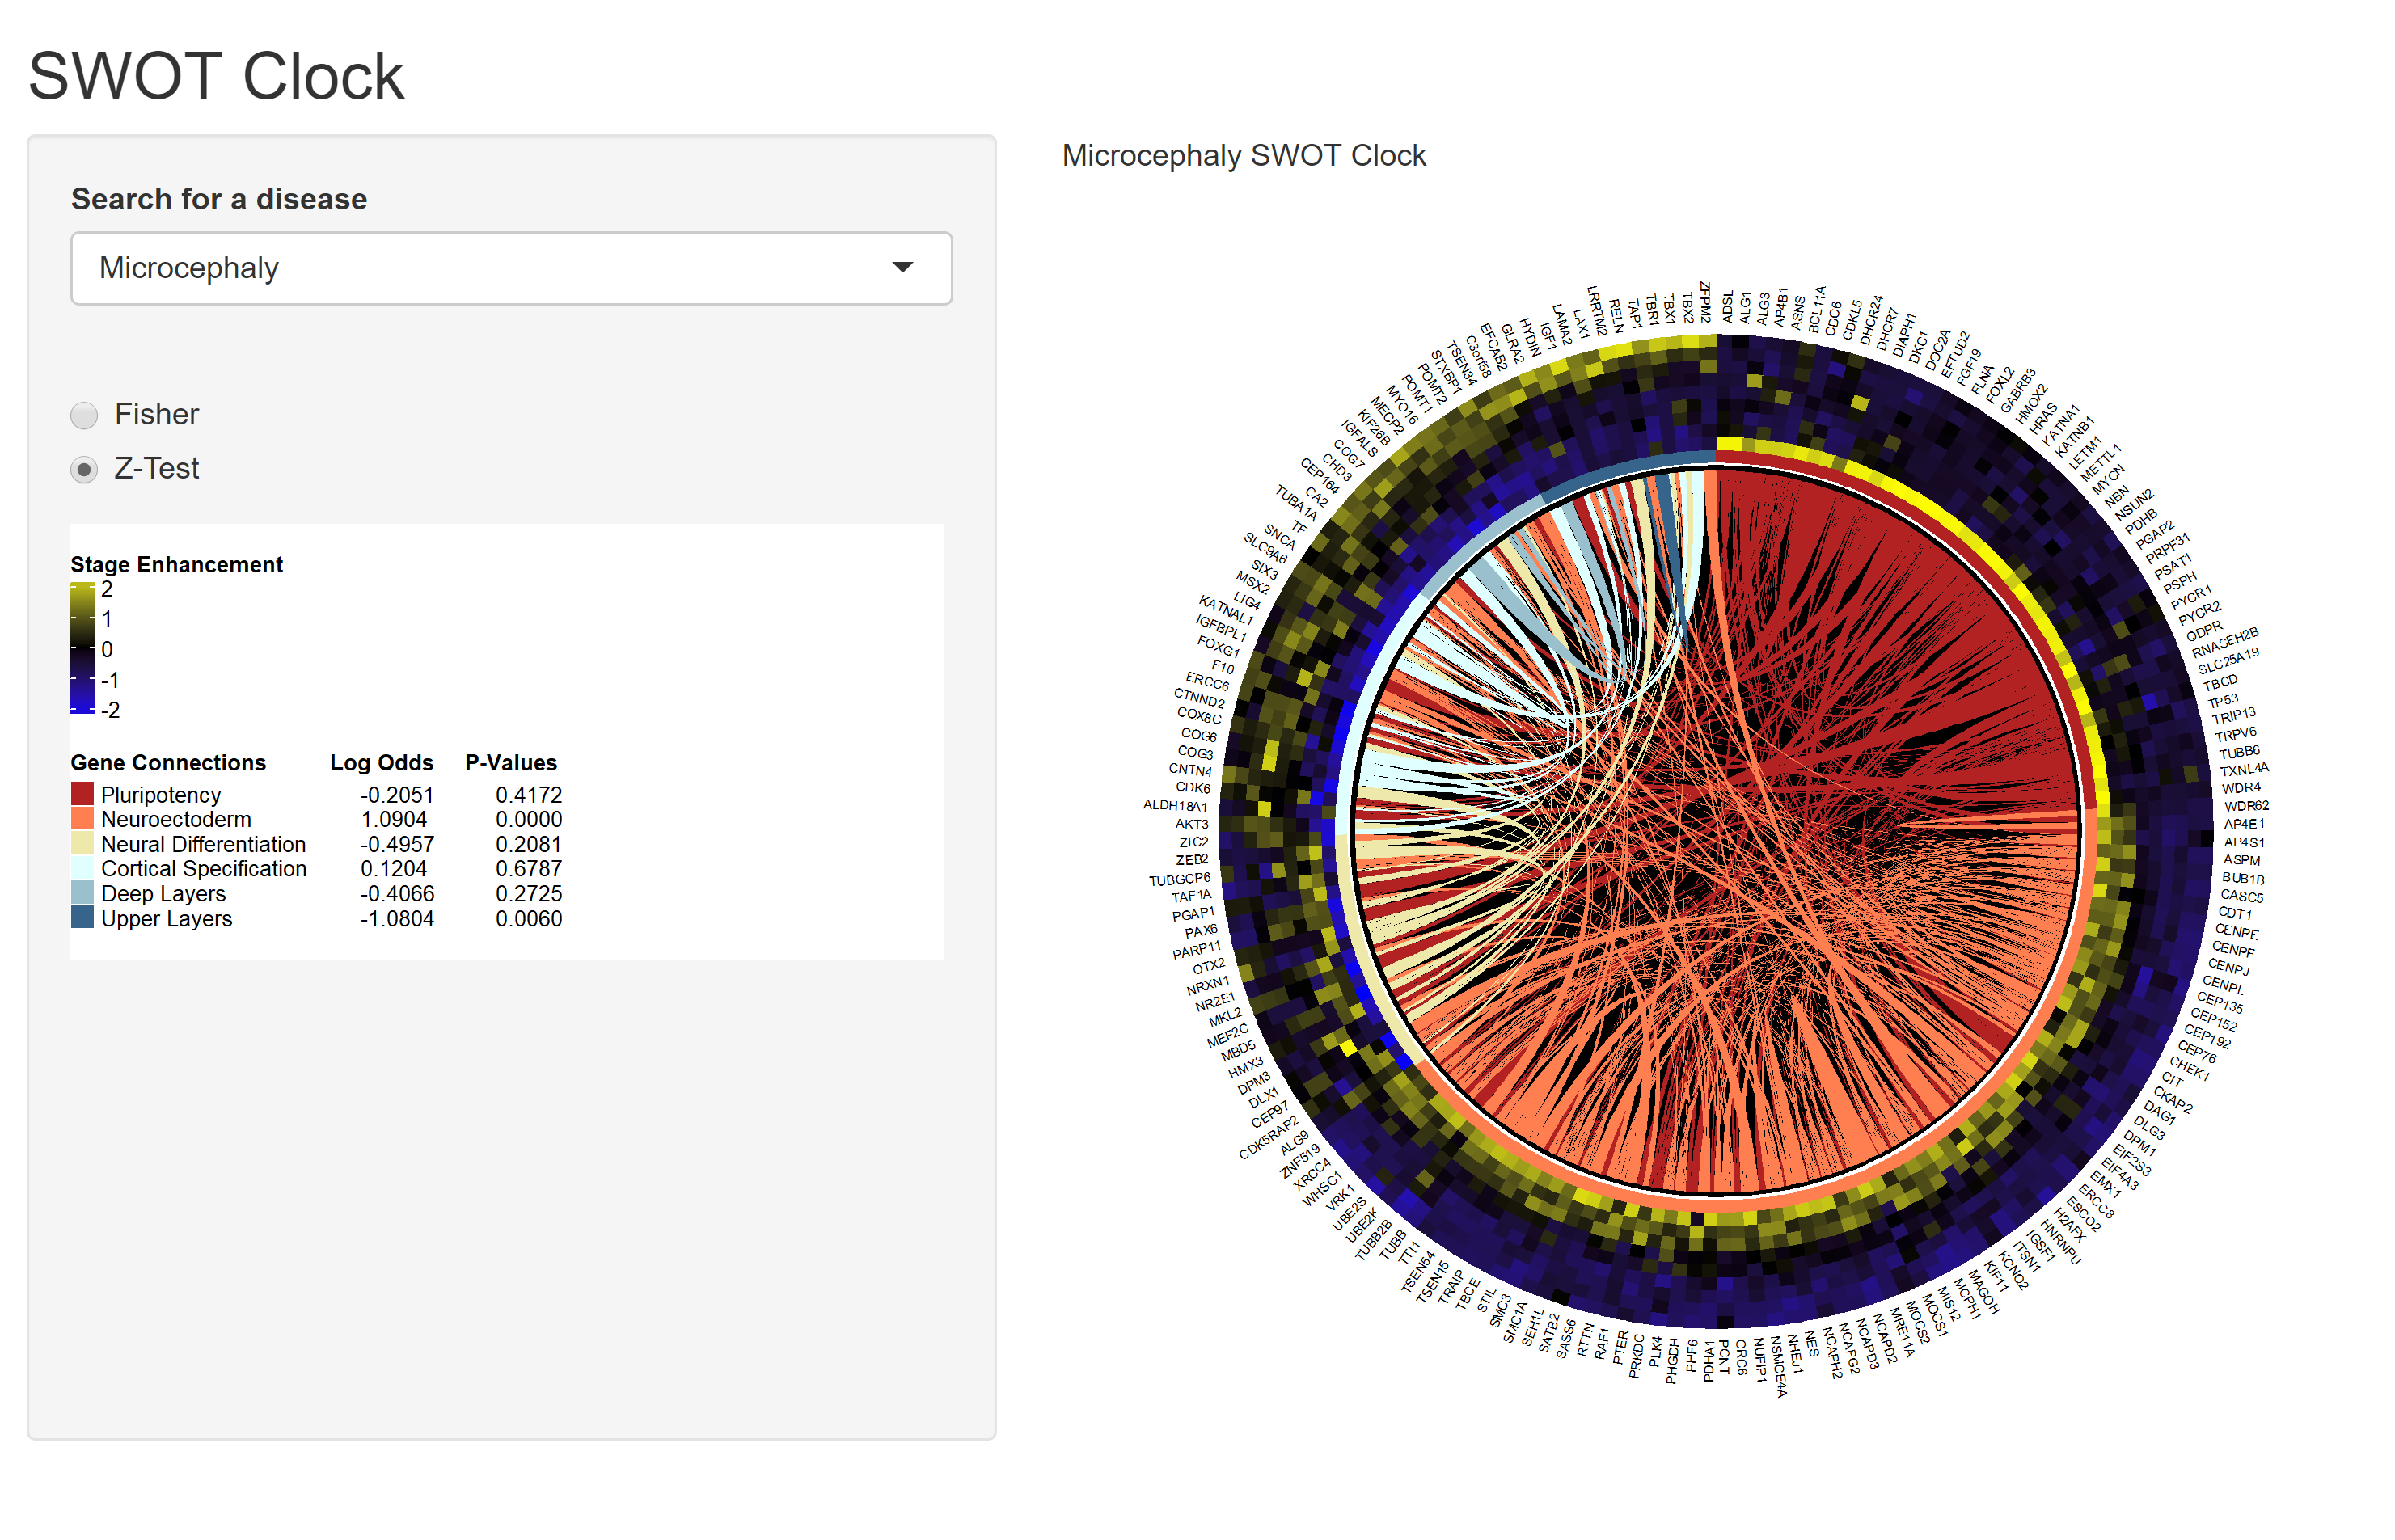 SWOT Clock
Search for a disease
Microcephaly
Fisher
Z-Test
Stage Enhancement
2
1
0
-1
-2
Gene Connections Log Odds P-Values
Pluripotency -0.2051 0.4172
Neuroectoderm 1.0904 0.0000
Neural Differentiation -0.4957 0.2081
Cortical Specification 0.1204 0.6787
Deep Layers -0.4066 0.2725
Upper Layers -1.0804 0.0060
Microcephaly SWOT Clock
ADSL
ALG1
ALG3
AP4B1
ASNS
BCL11A
CDC6
CDKL5
DHCR24
DHCR7
DIAPH1
DKC1
DOC2A
EFTUD2
FGF19
FLNA
FOXL2
GABRB3
HMOX2
HRAS
KATNA1
KATNB1
LETM1
METTL1
MYCN
NBN
NSUN2
PDHB
PGAP2
PRPF31
PSAT1
PSPH
PYCR1
PYCR2
QDPR
RNASEH2B
SLC25A19
TBCD
TP53
TRIP13
TRPV6
TUBB6
TXNL4A
WDR4
WDR62
AP4E1
AP4S1
ASPM
BUB1B
CASC5
CDT1
CENPE
CENPF
CENPJ
CENPL
CEP135
CEP152
CEP192
CEP76
CHEK1
CIT
CKAP2
DAG1
DLG3
DPM1
EIF2S3
EIF4A3
EMX1
ERCC8
ESCO2
H2AFX
HNRNPU
IGSF1
ITSN1
KCNQ2
KIF11
MAGOH
MCPH1
MIS12
MOCS1
MOCS2
MRE11A
NCAPD2
NCAPD3
NCAPG2
NCAPH2
NES
NHEJ1
NSMCE4A
NUFIP1
ORC6
PCNT
PDHA1
PHF6
PHGDH
PLK4
PRKDC
PTER
RAF1
RTTN
SASS6
SATB2
SEH1L
SMC1A
SMC3
STIL
TBCE
TRAIP
TSEN15
TSEN54
TTI1
TUBB
TUBB2B
UBE2K
UBE2S
VRK1
WHSC1
XRCC4
ZNF519
ALG9
CDK5RAP2
CEP97
DLX1
DPM3
HMX3
MBD5
MEF2C
MKL2
NR2E1
NRXN1
OTX2
PARP11
PAX6
PGAP1
TAF1A
TUBGCP6
ZEB2
ZIC2
AKT3
ALDH18A1
CDK6
CNTN4
COG3
COG6
COX8C
CTNND2
ERCC6
F10
FOXG1
IGFBPL1
KATNAL1
LIG4
MSX2
SIX3
SLC9A6
SNCA
TF
TUBA1A
CA2
CEP164
CHD3
COG7
IGFALS
KIF26B
MECP2
MYO16
POMT1
POMT2
STXBP1
TSEN34
C3orf58
EFCAB2
GLRA2
HYDIN
IGF1
LAMA2
LAX1
LRRTM2
RELN
TAP1
TBR1
TBX1
TBX2
ZFPM2